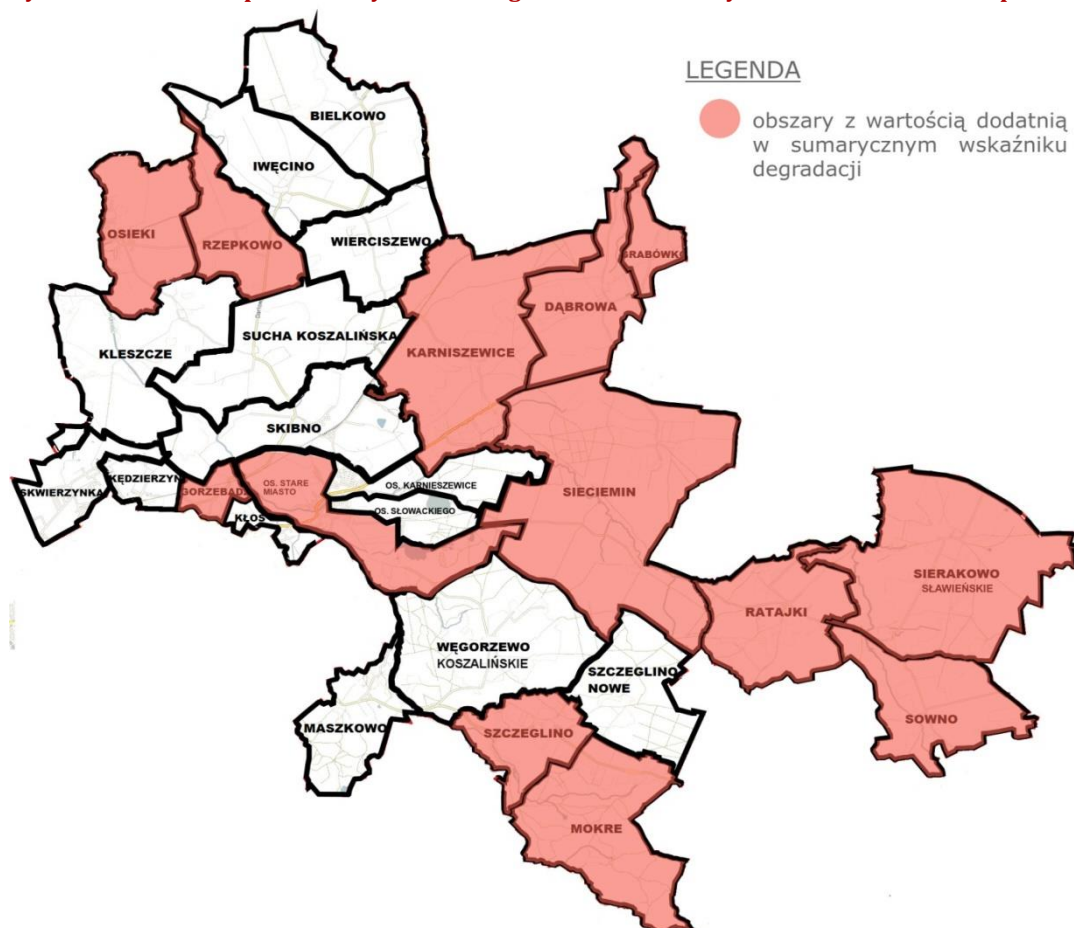 LEGENDA
obszary z wartością dodatnią
w sumarycznym wskaźniku
degradacji
BIELKOWO
IWĘCINO
OSIEKI
RZEPKOWO
WIERCISZEWO
GRABÓWKO
DĄBROWA
SUCHA KOSZALIŃSKA
KLESZCZE
KARNISZEWICE
SKIBNO
OS. KARNIESZEWICE
SIECIEMIN
SKWIERZYNKA
KĘDZIERZYN
GORZEBĄDZ
OS. STARE
MIASTO
OS. SŁOWACKIEGO
KŁOS
SIERAKOWO
SŁAWIEŃSKIE
RATAJKI
WĘGORZEWO
KOSZALIŃSKIE
SZCZEGLINO
NOWE
SOWNO
MASZKOWO
SZCZEGLINO
MOKRE